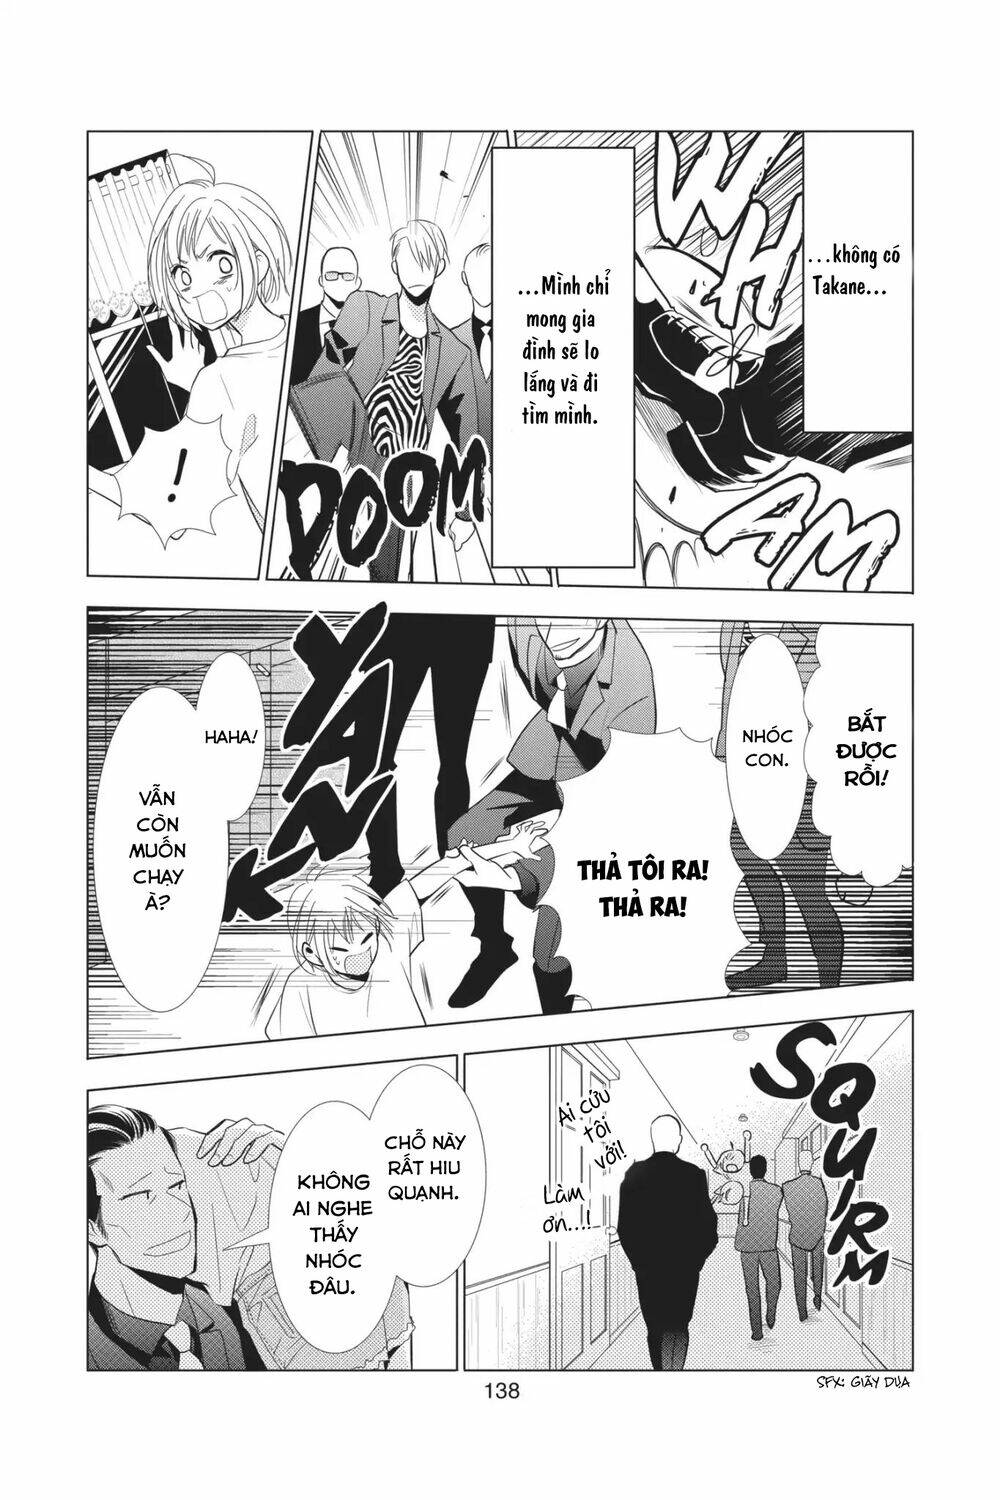 …không có
Takane…
WHAM
…Mình chỉ
mong gia
đình sẽ lo
lắng và đi
tìm mình.
DOOM
!
BẮT
ĐƯỢC
RỒI!
NHÓC
CON.
THẢ TÔI RA!
THẢ RA!
YANK
HAHA!
VẪN
CÒN
MUỐN
CHẠY
À?
SQUIRM
Ai cứu
tôi
với!
Làm
ơn...!
SFX: GIÃY DỤA
CHỖ NÀY
RẤT HIU
QUẠNH.
KHÔNG
AI NGHE
THẤY
NHÓC
ĐÂU.
138